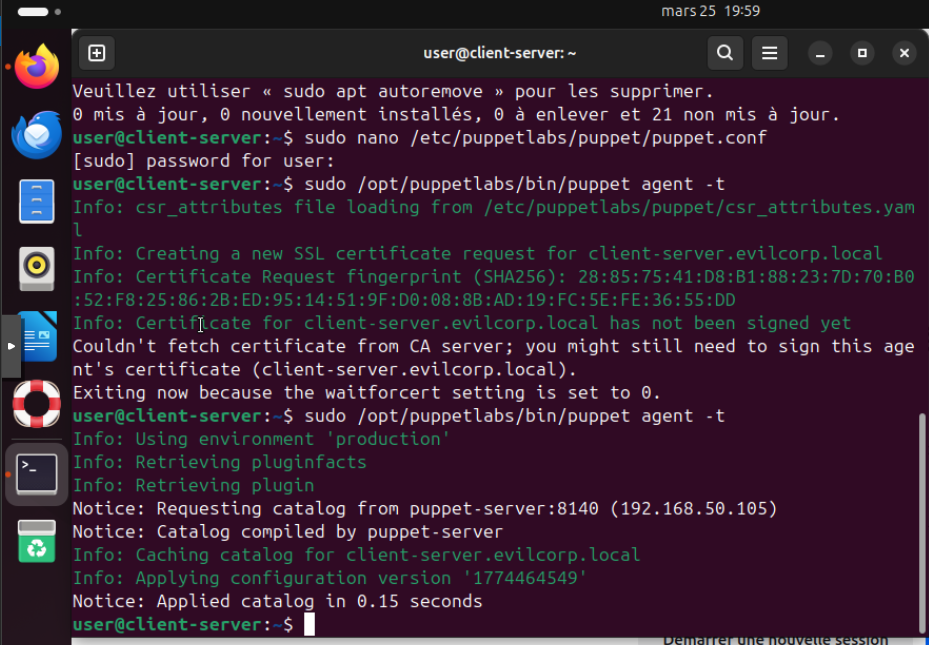 mars 25 19:59
user@client-server: ~
Veuillez utiliser « sudo apt autoremove » pour les supprimer.
0 mis à jour, 0 nouvellement installés, 0 à enlever et 21 non mis à jour.
user@client-server:~$ sudo nano /etc/puppetlabs/puppet/puppet.conf
[sudo] password for user:
user@client-server:~$ sudo /opt/puppetlabs/bin/puppet agent -t
Info: csr_attributes file loading from /etc/puppetlabs/puppet/csr_attributes.yam
l
Info: Creating a new SSL certificate request for client-server.evilcorp.local
Info: Certificate Request fingerprint (SHA256): 28:85:75:41:D8:B1:88:23:7D:70:B0
:52:F8:25:86:2B:ED:95:14:51:9F:D0:08:8B:AD:19:FC:5E:FE:36:55:DD
Info: Certificate for client-server.evilcorp.local has not been signed yet
Couldn't fetch certificate from CA server; you might still need to sign this age
nt's certificate (client-server.evilcorp.local).
Exiting now because the waitforcert setting is set to 0.
user@client-server:~$ sudo /opt/puppetlabs/bin/puppet agent -t
Info: Using environment 'production'
Info: Retrieving pluginfacts
Info: Retrieving plugin
Notice: Requesting catalog from puppet-server:8140 (192.168.50.105)
Notice: Catalog compiled by puppet-server
Info: Caching catalog for client-server.evilcorp.local
Info: Applying configuration version '1774464549'
Notice: Applied catalog in 0.15 seconds
user@client-server:~$
Démarrer une nouvelle session